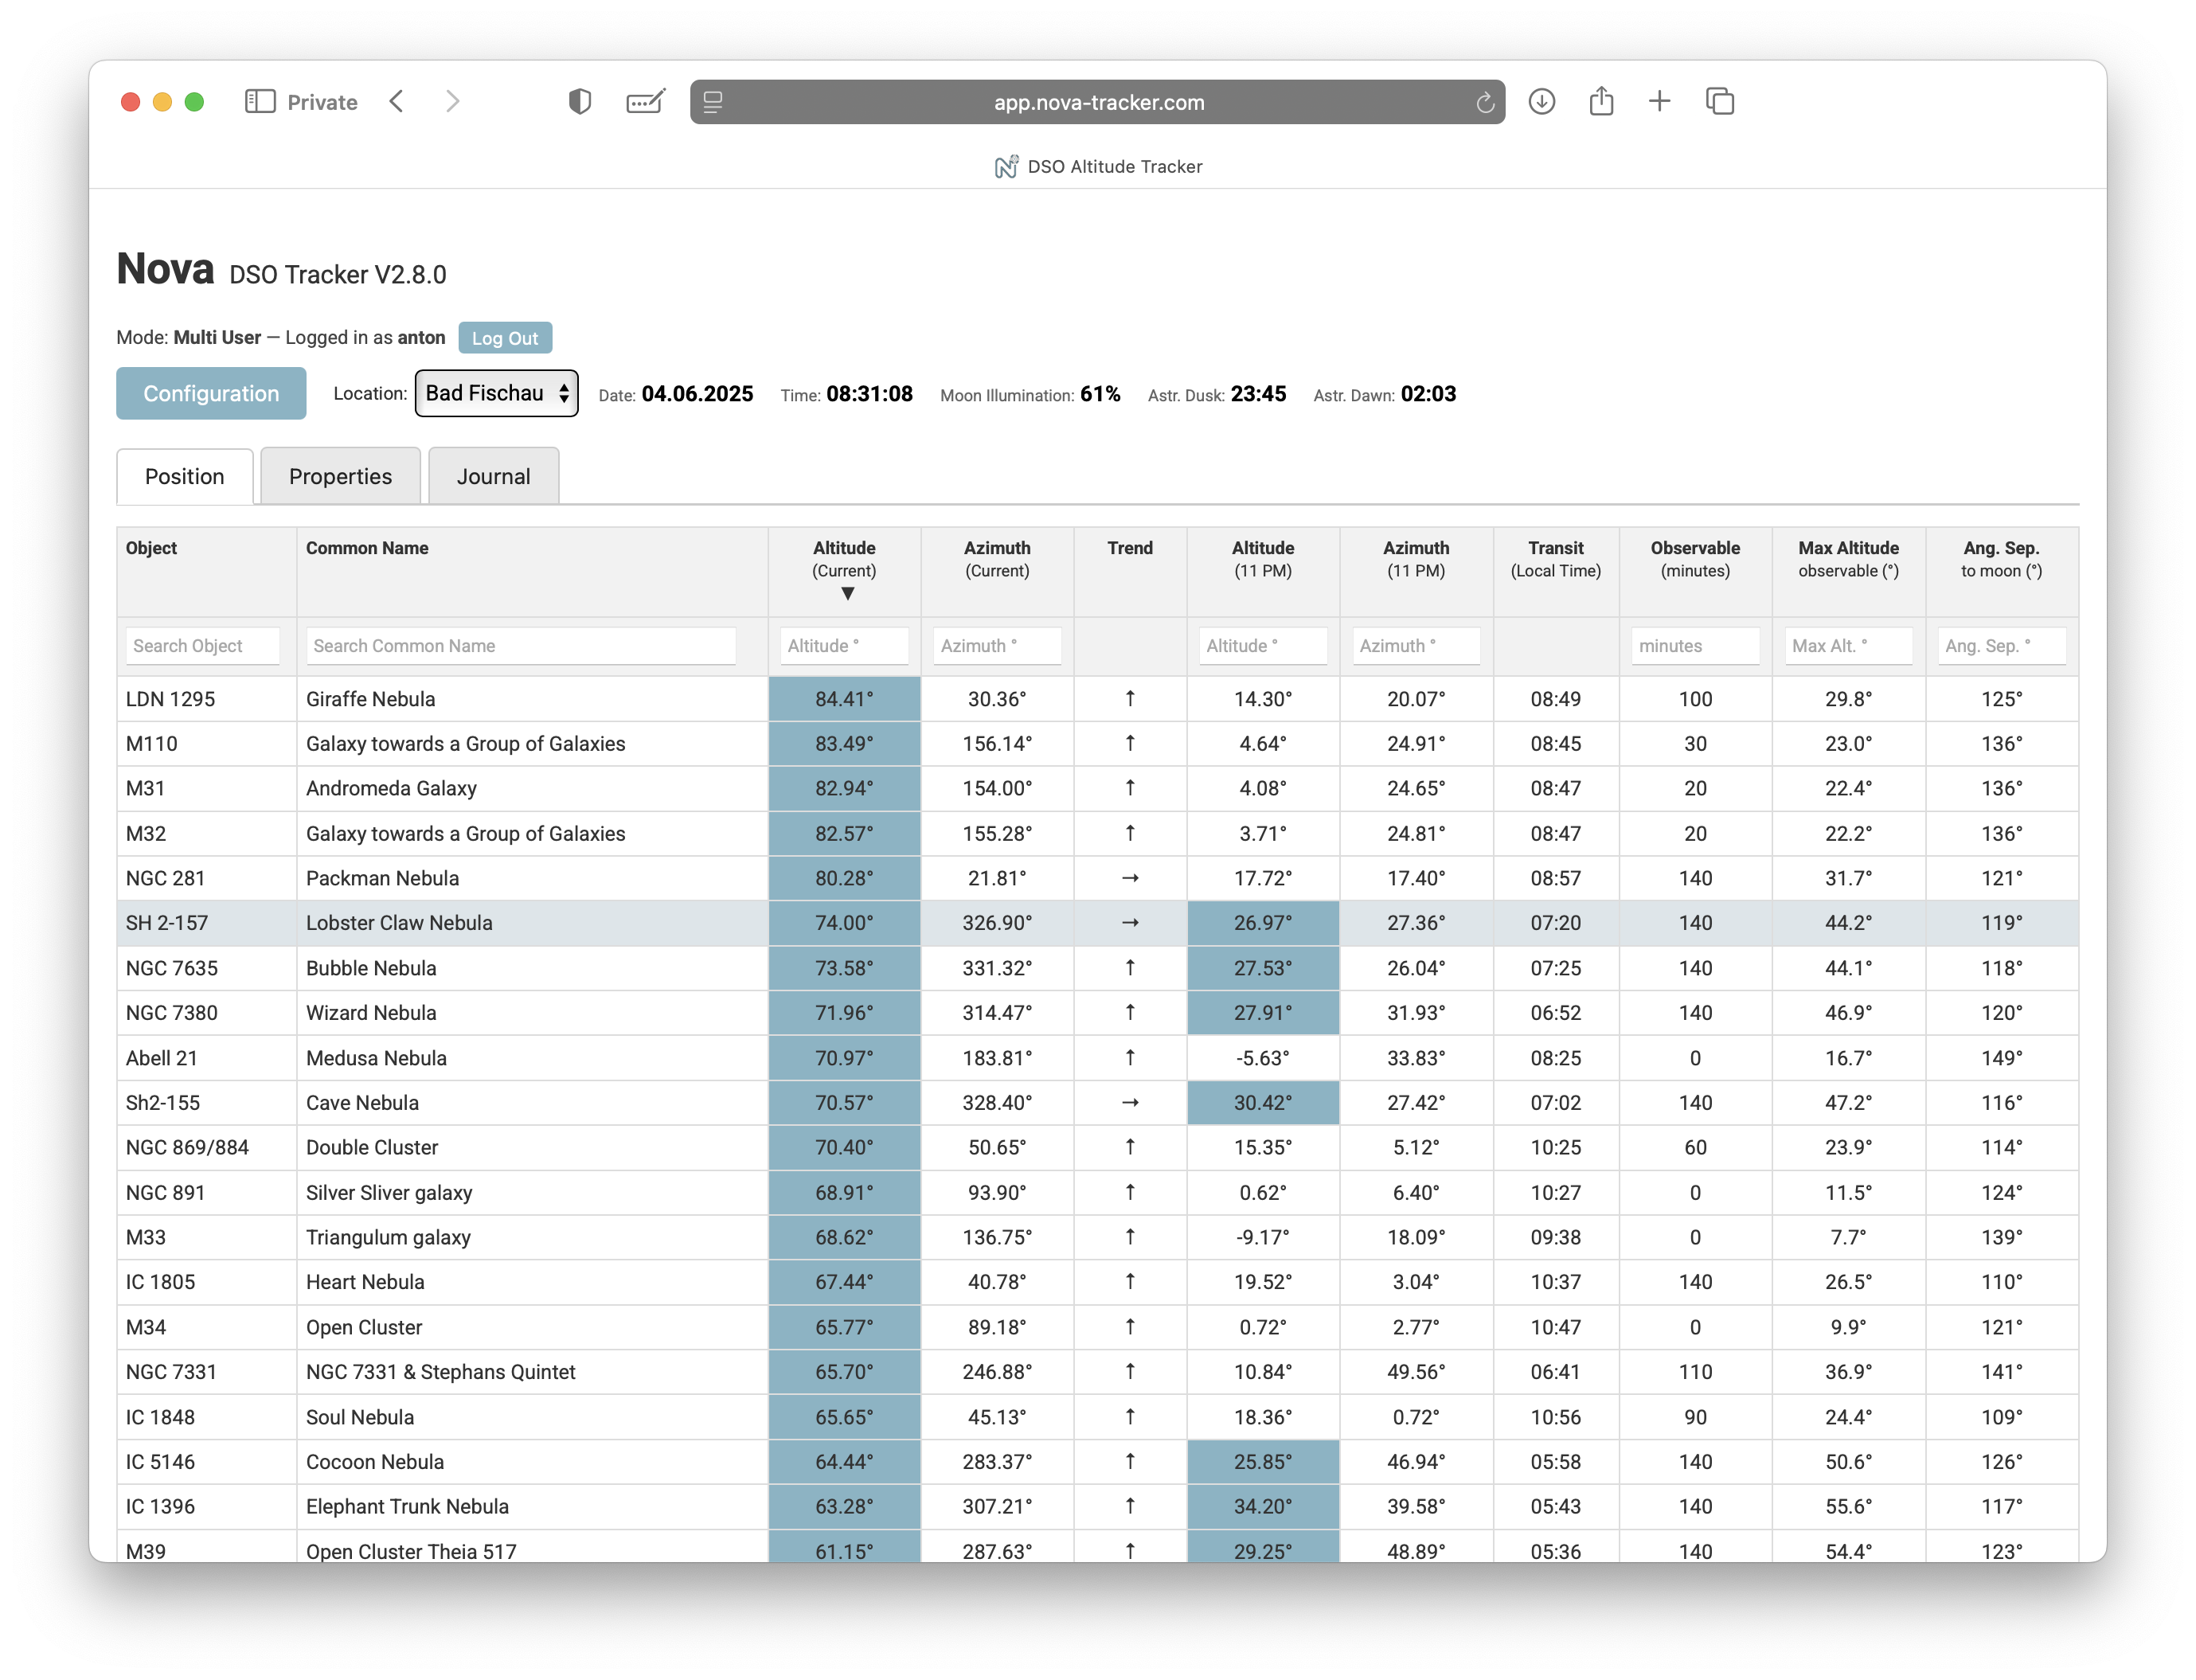 Private
app.nova-tracker.com
DSO Altitude Tracker
Nova DSO Tracker V2.8.0
Mode: Multi User — Logged in as anton Log Out
Configuration Location: Bad Fischau Date: 04.06.2025 Time: 08:31:08 Moon Illumination: 61% Astr. Dusk: 23:45 Astr. Dawn: 02:03
Position Properties Journal
Object Common Name Altitude Azimuth Trend Altitude Azimuth Transit Observable Max Altitude Ang. Sep.
(Current) (Current) (11 PM) (11 PM) (Local Time) (minutes) observable (°) to moon (°)
▼
Search Object Search Common Name Altitude ° Azimuth ° Altitude ° Azimuth ° minutes Max Alt. ° Ang. Sep. °
LDN 1295 Giraffe Nebula 84.41° 30.36° ↑ 14.30° 20.07° 08:49 100 29.8° 125°
M110 Galaxy towards a Group of Galaxies 83.49° 156.14° ↑ 4.64° 24.91° 08:45 30 23.0° 136°
M31 Andromeda Galaxy 82.94° 154.00° ↑ 4.08° 24.65° 08:47 20 22.4° 136°
M32 Galaxy towards a Group of Galaxies 82.57° 155.28° ↑ 3.71° 24.81° 08:47 20 22.2° 136°
NGC 281 Packman Nebula 80.28° 21.81° → 17.72° 17.40° 08:57 140 31.7° 121°
SH 2-157 Lobster Claw Nebula 74.00° 326.90° → 26.97° 27.36° 07:20 140 44.2° 119°
NGC 7635 Bubble Nebula 73.58° 331.32° ↑ 27.53° 26.04° 07:25 140 44.1° 118°
NGC 7380 Wizard Nebula 71.96° 314.47° ↑ 27.91° 31.93° 06:52 140 46.9° 120°
Abell 21 Medusa Nebula 70.97° 183.81° ↑ -5.63° 33.83° 08:25 0 16.7° 149°
Sh2-155 Cave Nebula 70.57° 328.40° → 30.42° 27.42° 07:02 140 47.2° 116°
NGC 869/884 Double Cluster 70.40° 50.65° ↑ 15.35° 5.12° 10:25 60 23.9° 114°
NGC 891 Silver Sliver galaxy 68.91° 93.90° ↑ 0.62° 6.40° 10:27 0 11.5° 124°
M33 Triangulum galaxy 68.62° 136.75° ↑ -9.17° 18.09° 09:38 0 7.7° 139°
IC 1805 Heart Nebula 67.44° 40.78° ↑ 19.52° 3.04° 10:37 140 26.5° 110°
M34 Open Cluster 65.77° 89.18° ↑ 0.72° 2.77° 10:47 0 9.9° 121°
NGC 7331 NGC 7331 & Stephans Quintet 65.70° 246.88° ↑ 10.84° 49.56° 06:41 110 36.9° 141°
IC 1848 Soul Nebula 65.65° 45.13° ↑ 18.36° 0.72° 10:56 90 24.4° 109°
IC 5146 Cocoon Nebula 64.44° 283.37° ↑ 25.85° 46.94° 05:58 140 50.6° 126°
IC 1396 Elephant Trunk Nebula 63.28° 307.21° ↑ 34.20° 39.58° 05:43 140 55.6° 117°
M39 Open Cluster Theia 517 61.15° 287.63° ↑ 29.25° 48.89° 05:36 140 54.4° 123°